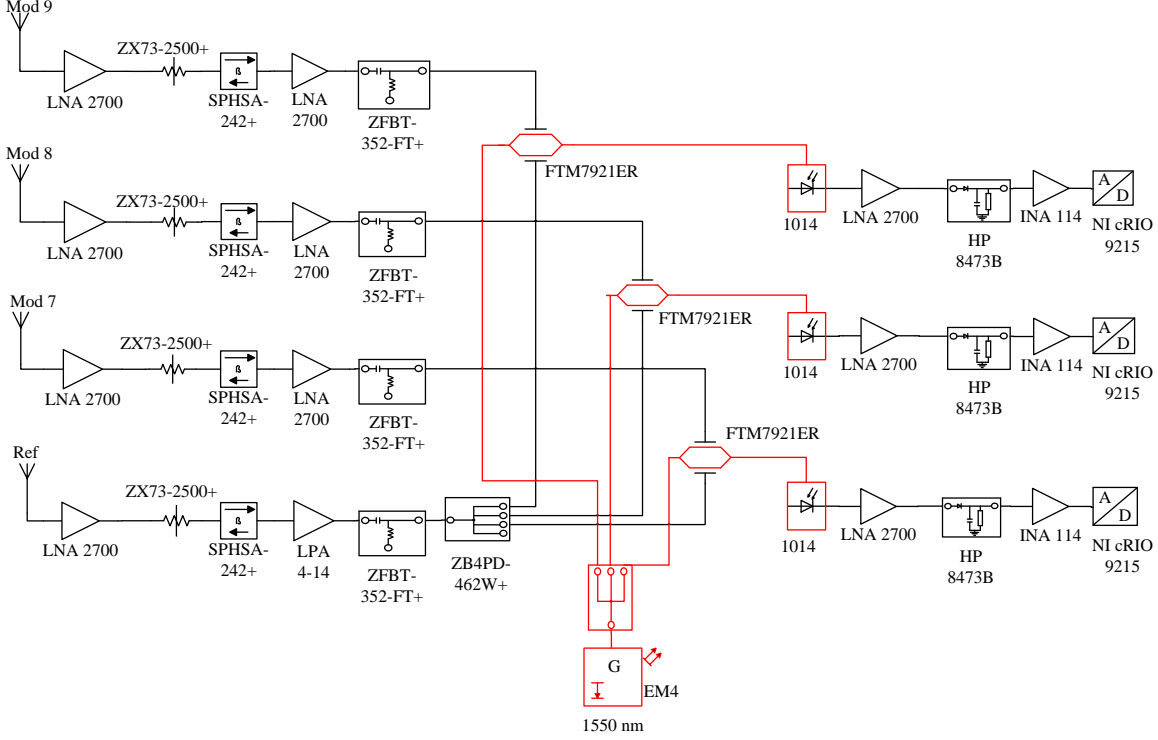 Mod 9
ZX73-2500+
LNA 2700
SPHSA-
242+
ß
LNA
2700
ZFBT-
352-FT+
FTM7921ER
1014
LNA 2700
HP
8473B
INA 114
A
D
NI cRIO
9215
Mod 8
ZX73-2500+
LNA 2700
SPHSA-
242+
ß
LNA
2700
ZFBT-
352-FT+
FTM7921ER
1014
LNA 2700
HP
8473B
INA 114
A
D
NI cRIO
9215
Mod 7
ZX73-2500+
LNA 2700
SPHSA-
242+
ß
LNA
2700
ZFBT-
352-FT+
FTM7921ER
1014
LNA 2700
HP
8473B
INA 114
A
D
NI cRIO
9215
Ref
ZX73-2500+
LNA 2700
SPHSA-
242+
ß
LPA
4-14
ZFBT-
352-FT+
ZB4PD-
462W+
G
EM4
1550 nm